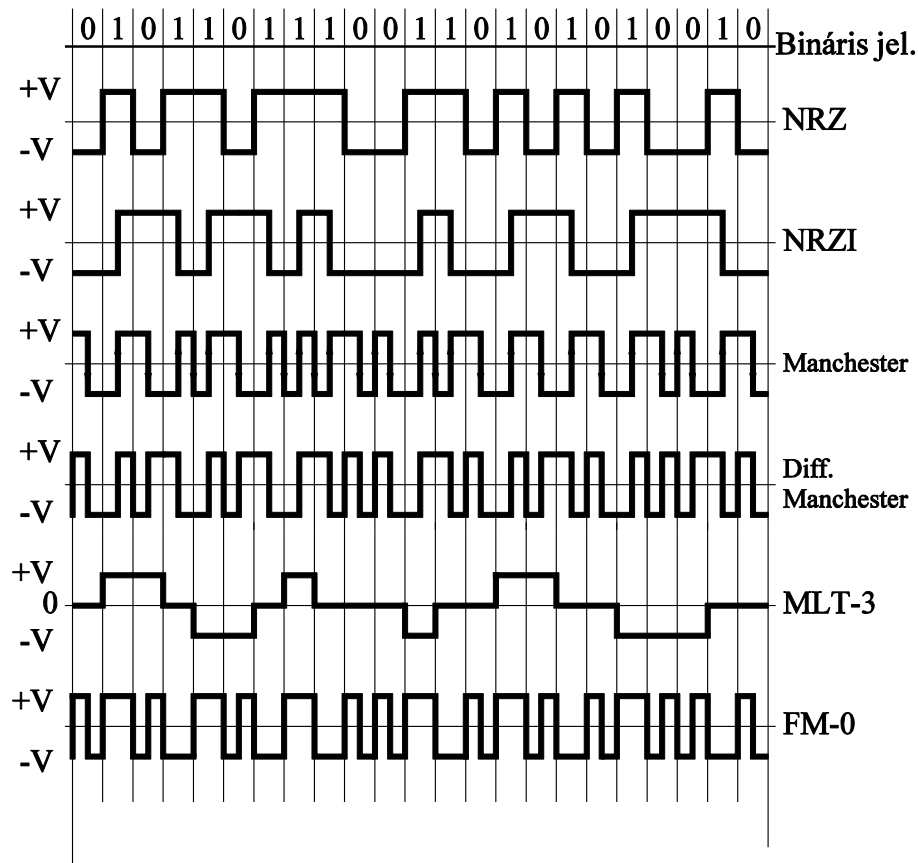 0 1 0 1 1 0 1 1 1 0 0 1 1 0 1 0 1 0 1 0 0 1 0
Bináris jel.
+V
NRZ
-V
+V
NRZI
-V
+V
Manchester
-V
+V
Diff.
Manchester
-V
+V
0
MLT-3
-V
+V
FM-0
-V